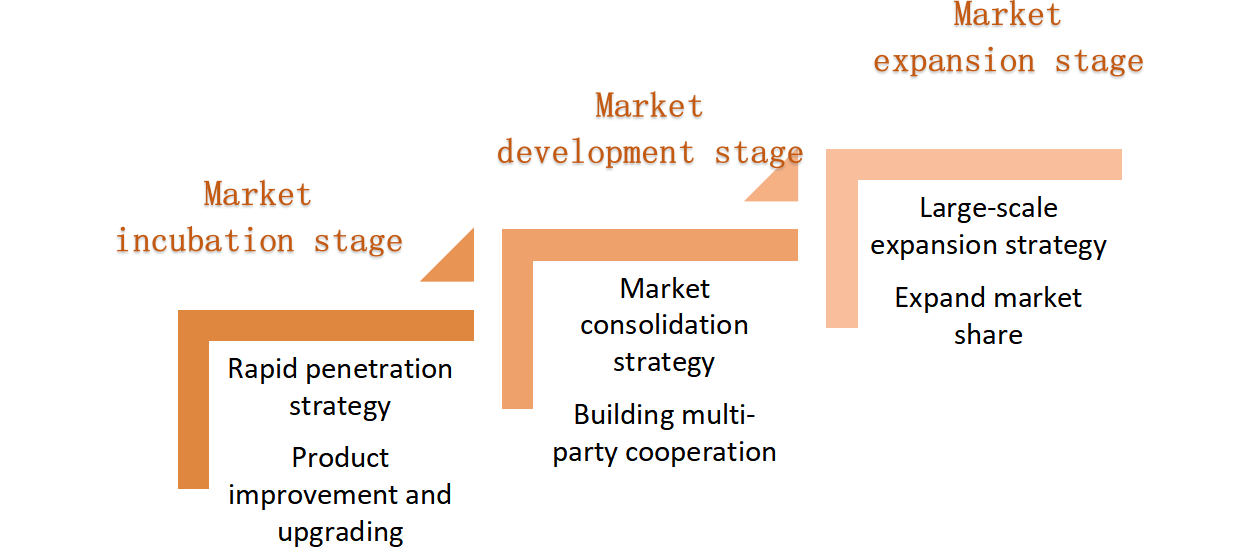 Market
incubation stage
Rapid penetration
strategy
Product
improvement and
upgrading
Market
development stage
Market
consolidation
strategy
Building multi-
party cooperation
Market
expansion stage
Large-scale
expansion strategy
Expand market
share